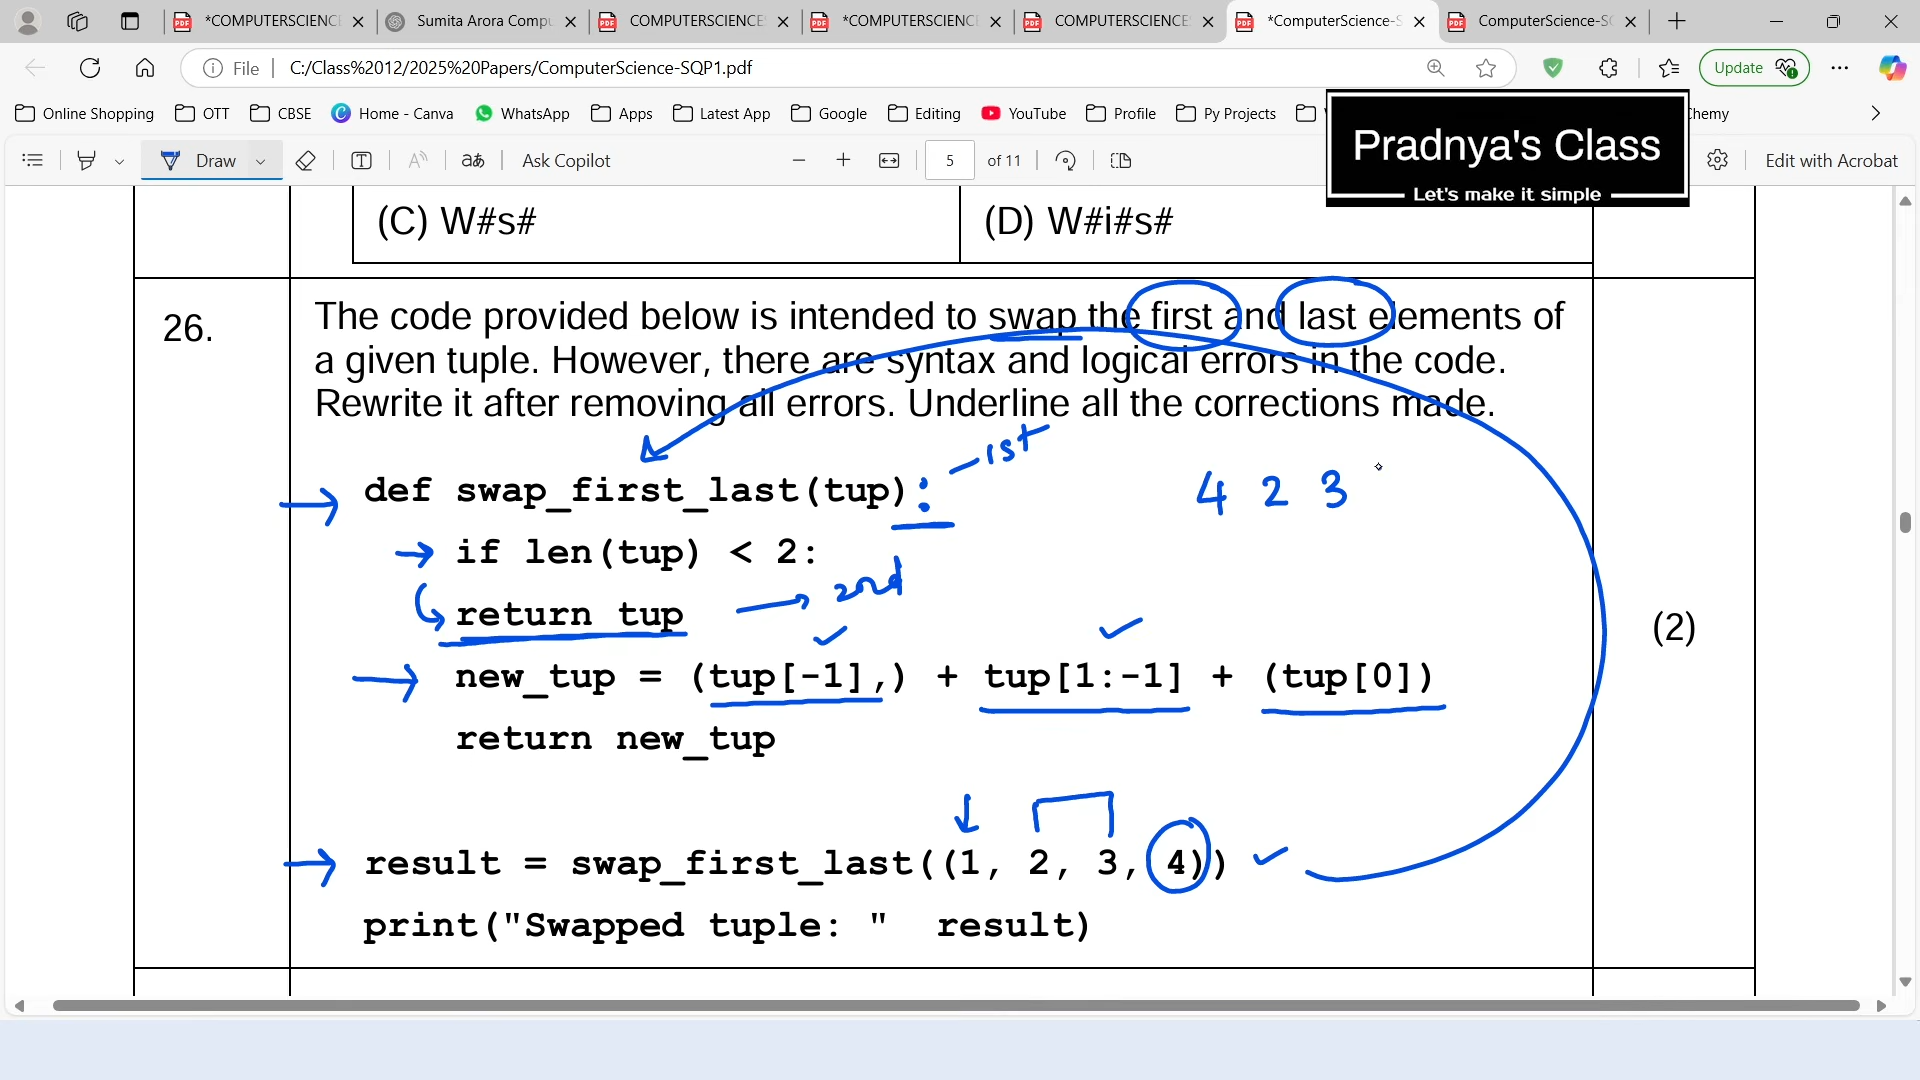 *COMPUTERSCIENCE
Sumita Arora Compu
COMPUTERSCIENCE
*COMPUTERSCIENC
COMPUTERSCIENCE
*ComputerScience-S
ComputerScience-SQ
File
C:/Class%2012/2025%20Papers/ComputerScience-SQP1.pdf
Update
Online Shopping
OTT
CBSE
Home - Canva
WhatsApp
Apps
Latest App
Google
Editing
YouTube
Profile
Py Projects
Chemy
Pradnya's Class
Let's make it simple
Draw
Ask Copilot
5 of 11
Edit with Acrobat
(C) W#s#
(D) W#i#s#
26.
The code provided below is intended to swap the first and last elements of
a given tuple. However, there are syntax and logical errors in the code.
Rewrite it after removing all errors. Underline all the corrections made.
1st
def swap_first_last(tup):
4 2 3
if len(tup) < 2:
2nd
return tup
(2)
new_tup = (tup[-1],) + tup[1:-1] + (tup[0])
return new_tup
result = swap_first_last((1, 2, 3, 4))
print("Swapped tuple: " result)